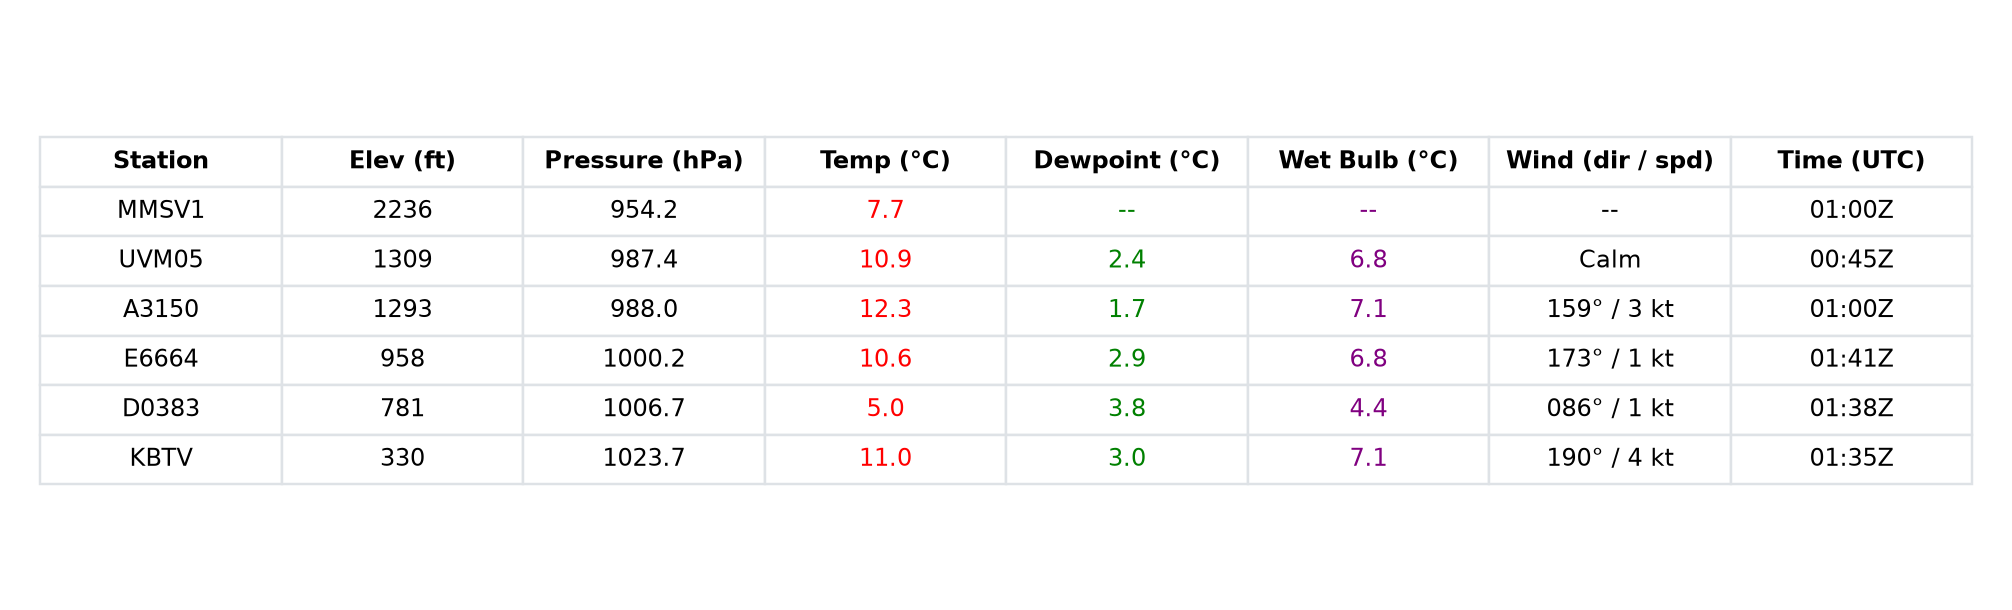 Station Elev (ft) Pressure (hPa) Temp (°C) Dewpoint (°C) Wet Bulb (°C) Wind (dir / spd) Time (UTC)
MMSV1 2236 954.2 7.7 -- -- -- 01:00Z
UVM05 1309 987.4 10.9 2.4 6.8 Calm 00:45Z
A3150 1293 988.0 12.3 1.7 7.1 159° / 3 kt 01:00Z
E6664 958 1000.2 10.6 2.9 6.8 173° / 1 kt 01:41Z
D0383 781 1006.7 5.0 3.8 4.4 086° / 1 kt 01:38Z
KBTV 330 1023.7 11.0 3.0 7.1 190° / 4 kt 01:35Z